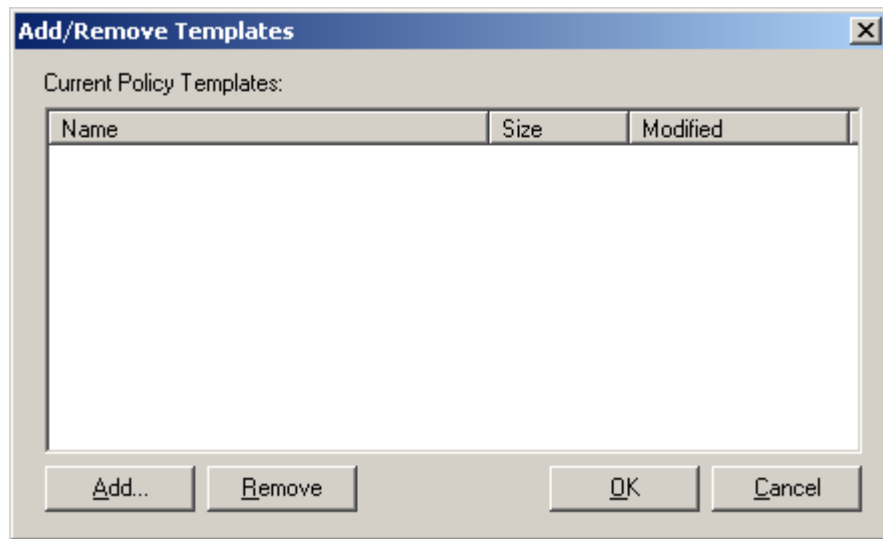 Add/Remove Templates
Current Policy Templates:
Name Size Modified
Add... Remove OK Cancel